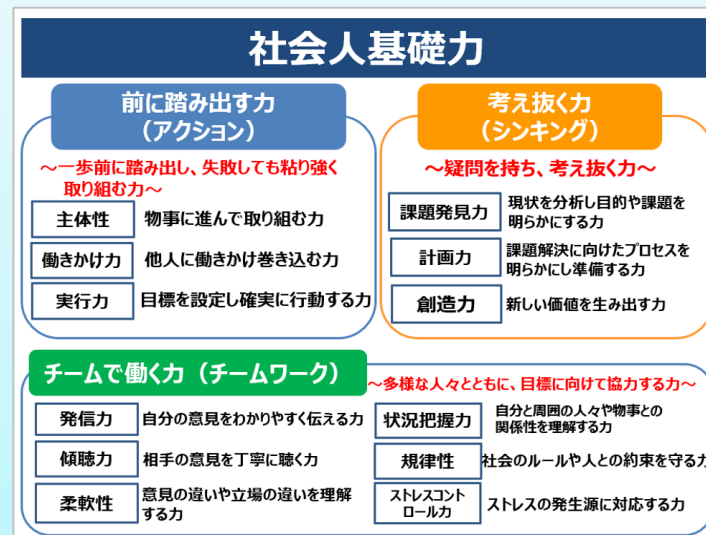 社会人基礎力
前に踏み出す力
（アクション）
～一歩前に踏み出し、失敗しても粘り強く
取り組む力～
主体性 物事に進んで取り組む力
働きかけ力 他人に働きかけ巻き込む力
実行力 目標を設定し確実に行動する力
考え抜く力
（シンキング）
～疑問を持ち、考え抜く力～
課題発見力 現状を分析し目的や課題を
明らかにする力
計画力 課題解決に向けたプロセスを
明らかにし準備する力
創造力 新しい価値を生み出す力
チームで働く力（チームワーク）
～多様な人々とともに、目標に向けて協力する力～
発信力 自分の意見をわかりやすく伝える力
傾聴力 相手の意見を丁寧に聴く力
柔軟性 意見の違いや立場の違いを理解
する力
状況把握力 自分と周囲の人々や物事との
関係性を理解する力
規律性 社会のルールや人との約束を守る力
ストレスコント
ロール力 ストレスの発生源に対応する力